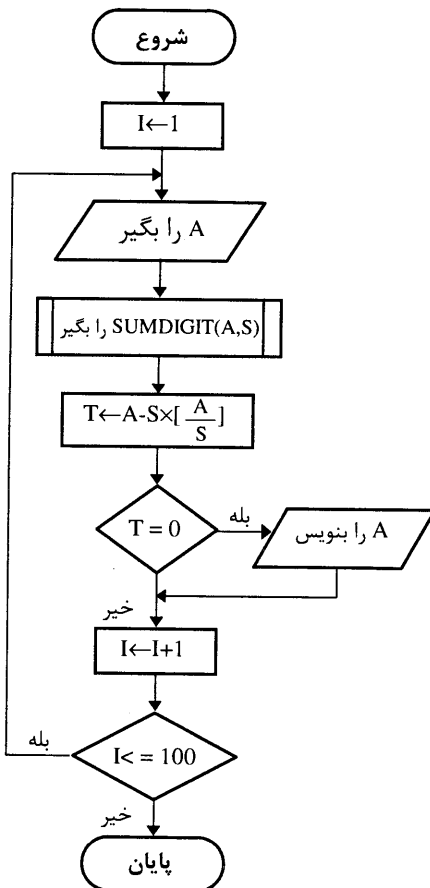 شروع
I←1
A را بگیر
SUMDIGIT(A,S) را بگیر
T←A-S×[A/S]
T = 0
بله
A را بنویس
خیر
I←I+1
بله
I< = 100
خیر
پایان